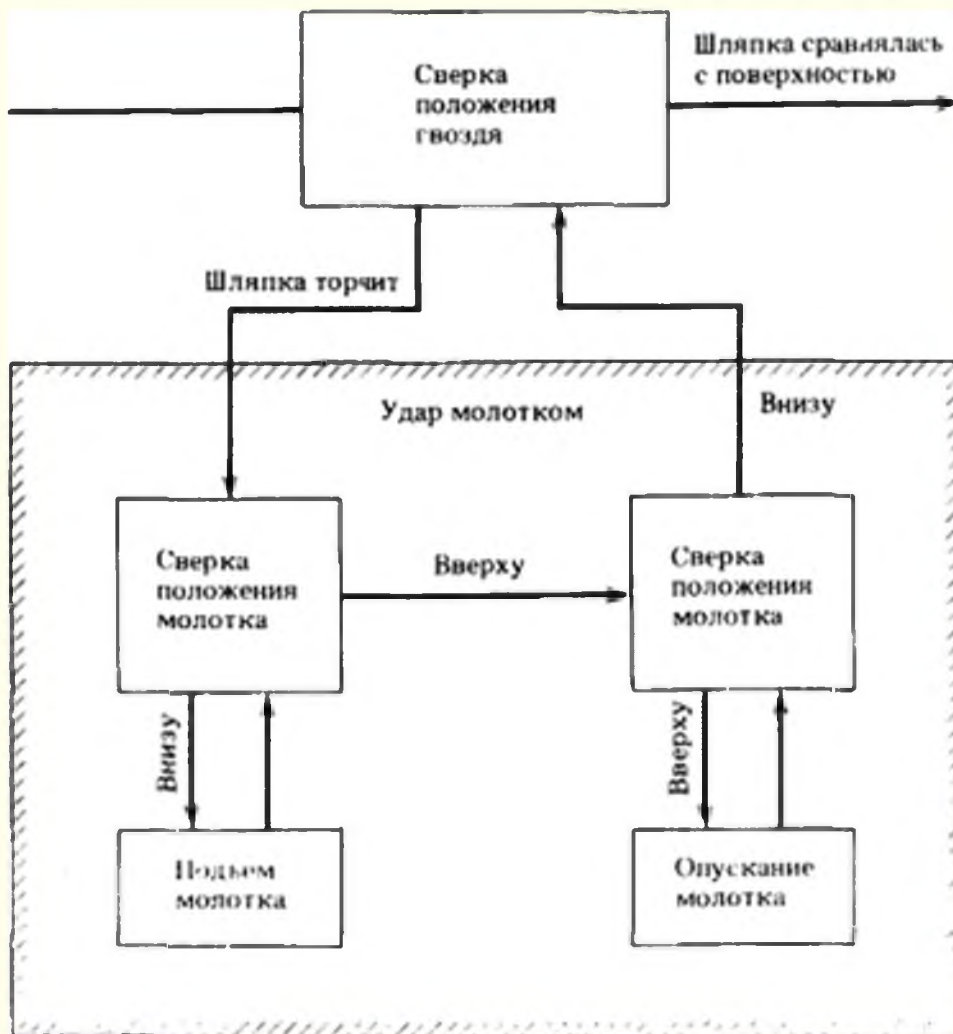 Сверка
положения
гвоздя
Шляпка сравнялась
с поверхностью
Шляпка торчит
Удар молотком
Внизу
Сверка
положения
молотка
Вверху
Сверка
положения
молотка
Внизу
Вверху
Подъем
молотка
Опускание
молотка